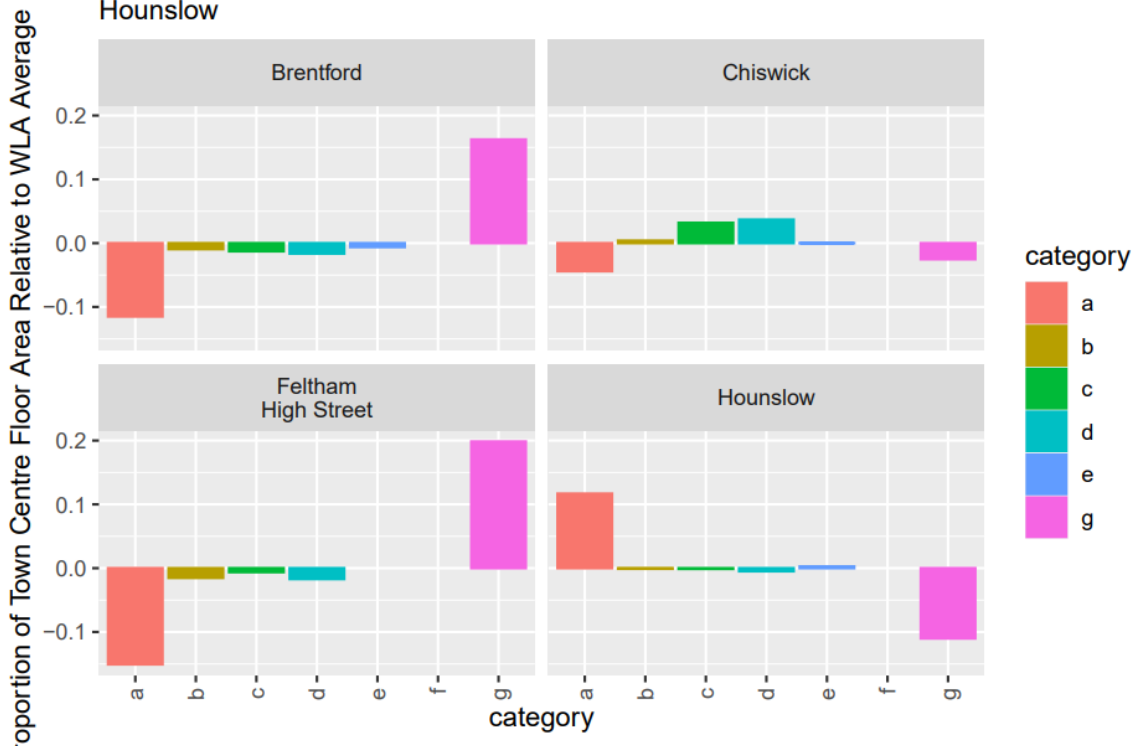 Hounslow
roportion of Town Centre Floor Area Relative to WLA Average
Brentford
Chiswick
0.2
0.1
0.0
−0.1
Feltham
High Street
Hounslow
0.2
0.1
0.0
−0.1
a b c d e f g
a b c d e f g
category
category
a
b
c
d
e
g